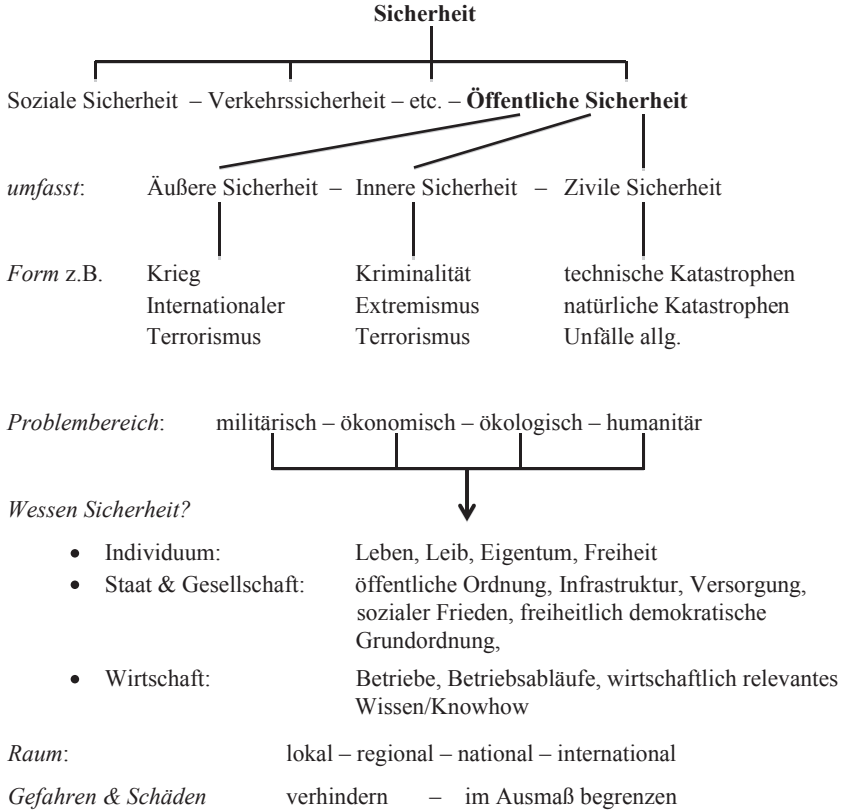 Sicherheit
Soziale Sicherheit – Verkehrssicherheit – etc. – Öffentliche Sicherheit
umfasst: Äußere Sicherheit – Innere Sicherheit – Zivile Sicherheit
Form z.B. Krieg Kriminalität technische Katastrophen
Internationaler Extremismus natürliche Katastrophen
Terrorismus Terrorismus Unfälle allg.
Problembereich: militärisch – ökonomisch – ökologisch – humanitär
Wessen Sicherheit?
• Individuum: Leben, Leib, Eigentum, Freiheit
• Staat & Gesellschaft: öffentliche Ordnung, Infrastruktur, Versorgung,
sozialer Frieden, freiheitlich demokratische
Grundordnung,
• Wirtschaft: Betriebe, Betriebsabläufe, wirtschaftlich relevantes
Wissen/Knowhow
Raum: lokal – regional – national – international
Gefahren & Schäden verhindern – im Ausmaß begrenzen